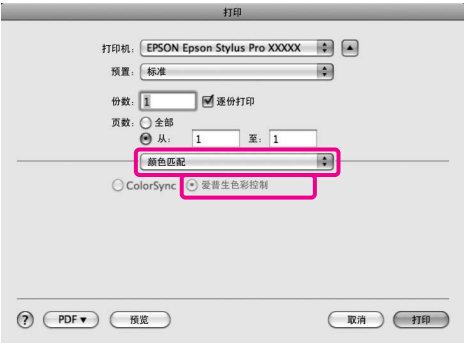 打印
打印机: EPSON Epson Stylus Pro XXXXX
预置: 标准
份数: 1 逐份打印
页数: 全部
从: 1 至: 1
颜色匹配
ColorSync 爱普生色彩控制
? PDF▼ 预览 取消 打印